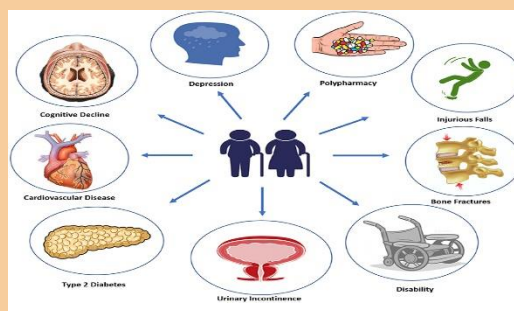 Depression
Polypharmacy
Cognitive Decline
Injurious Falls
Cardiovascular Disease
Bone Fractures
Type 2 Diabetes
Urinary Incontinence
Disability